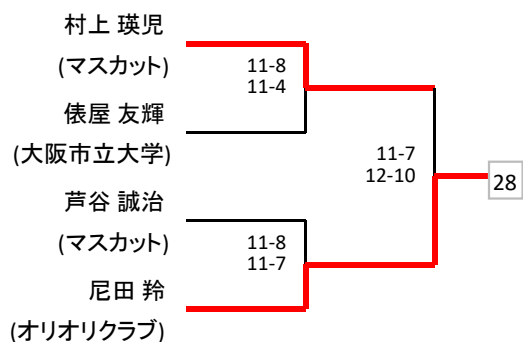 村上 瑛児
(マスカット)
11-8
11-4
俵屋 友輝
(大阪市立大学)
11-7
12-10
28
芦谷 誠治
(マスカット)
11-8
11-7
尼田 羚
(オリオリクラブ)